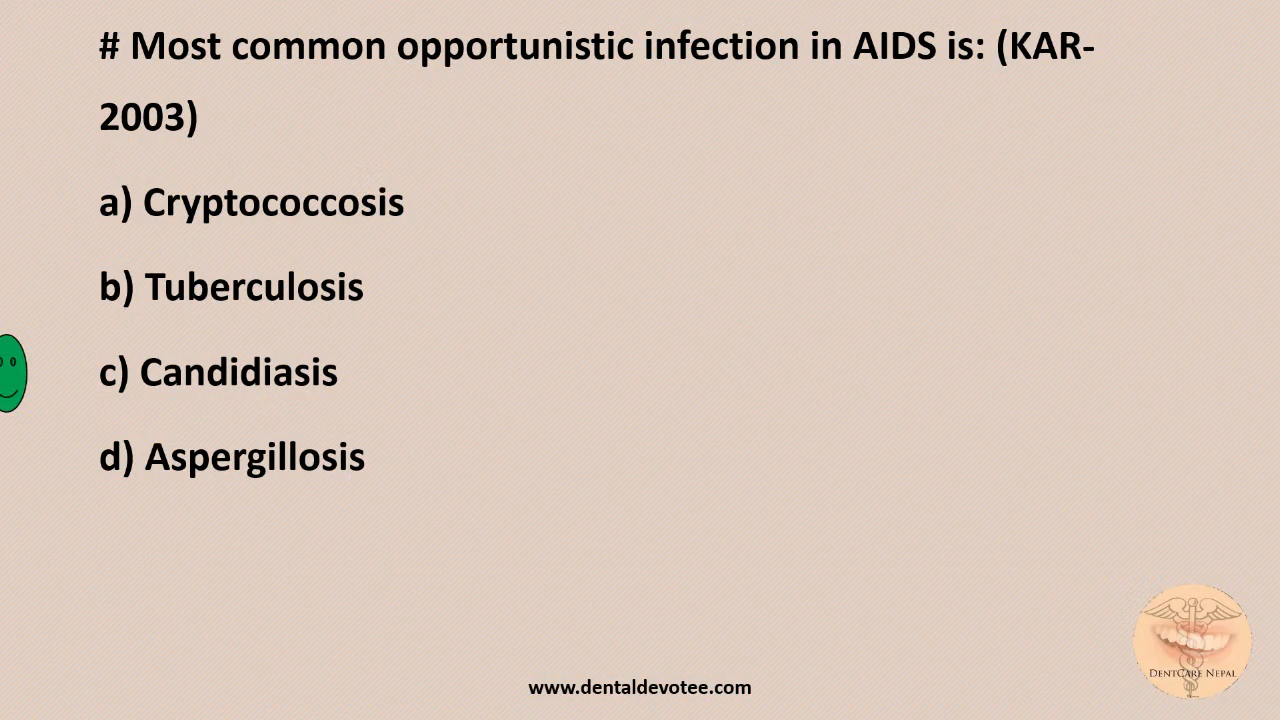 # Most common opportunistic infection in AIDS is: (KAR-
2003)
a) Cryptococcosis
b) Tuberculosis
c) Candidiasis
d) Aspergillosis
DentCare Nepal
www.dentaldevotee.com